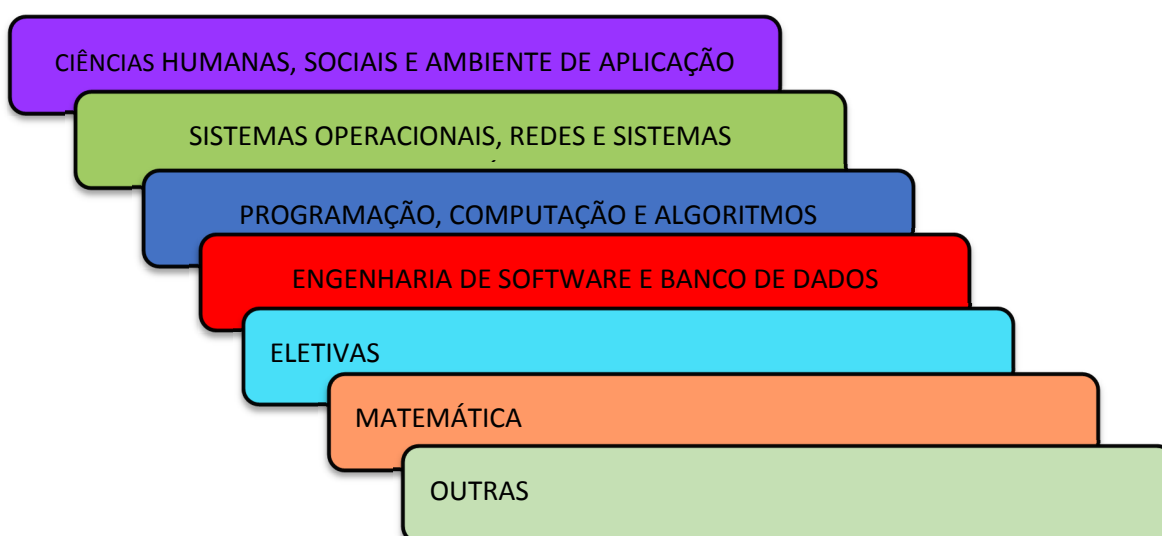 CIÊNCIAS HUMANAS, SOCIAIS E AMBIENTE DE APLICAÇÃO
SISTEMAS OPERACIONAIS, REDES E SISTEMAS
PROGRAMAÇÃO, COMPUTAÇÃO E ALGORITMOS
ENGENHARIA DE SOFTWARE E BANCO DE DADOS
ELETIVAS
MATEMÁTICA
OUTRAS